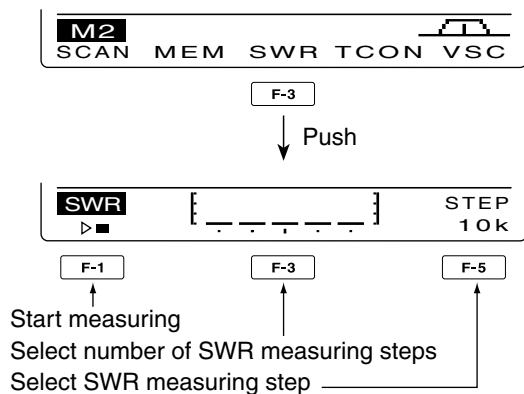 M2
SCAN MEM SWR TCON VSC
F-3
Push
SWR STEP
10k
F-1 F-3 F-5
Start measuring
Select number of SWR measuring steps
Select SWR measuring step